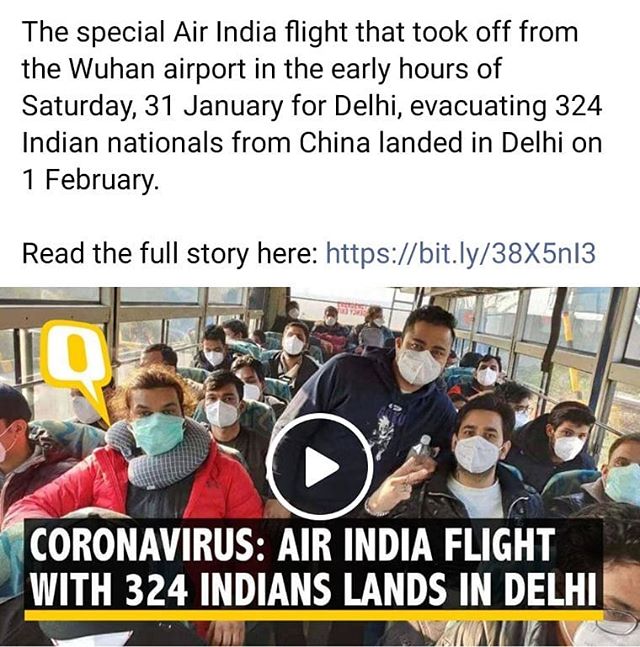 The special Air India flight that took off from
the Wuhan airport in the early hours of
Saturday, 31 January for Delhi, evacuating 324
Indian nationals from China landed in Delhi on
1 February.
Read the full story here: https://bit.ly/38X5nI3
Q
CORONAVIRUS: AIR INDIA FLIGHT
WITH 324 INDIANS LANDS IN DELHI